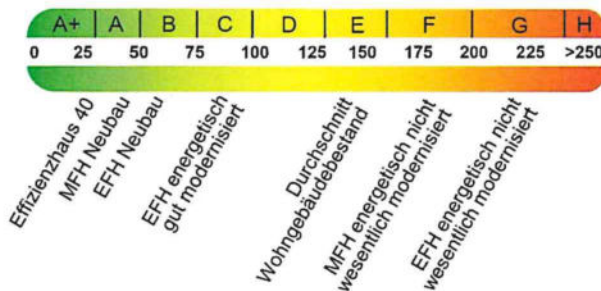 A+ A B C D E F G H
0 25 50 75 100 125 150 175 200 225 >250
Effizienzhaus 40
MFH Neubau
EFH Neubau
EFH energetisch
gut modernisiert
Durchschnitt
Wohngebäudebestand
MFH energetisch nicht
wesentlich modernisiert
EFH energetisch nicht
wesentlich modernisiert